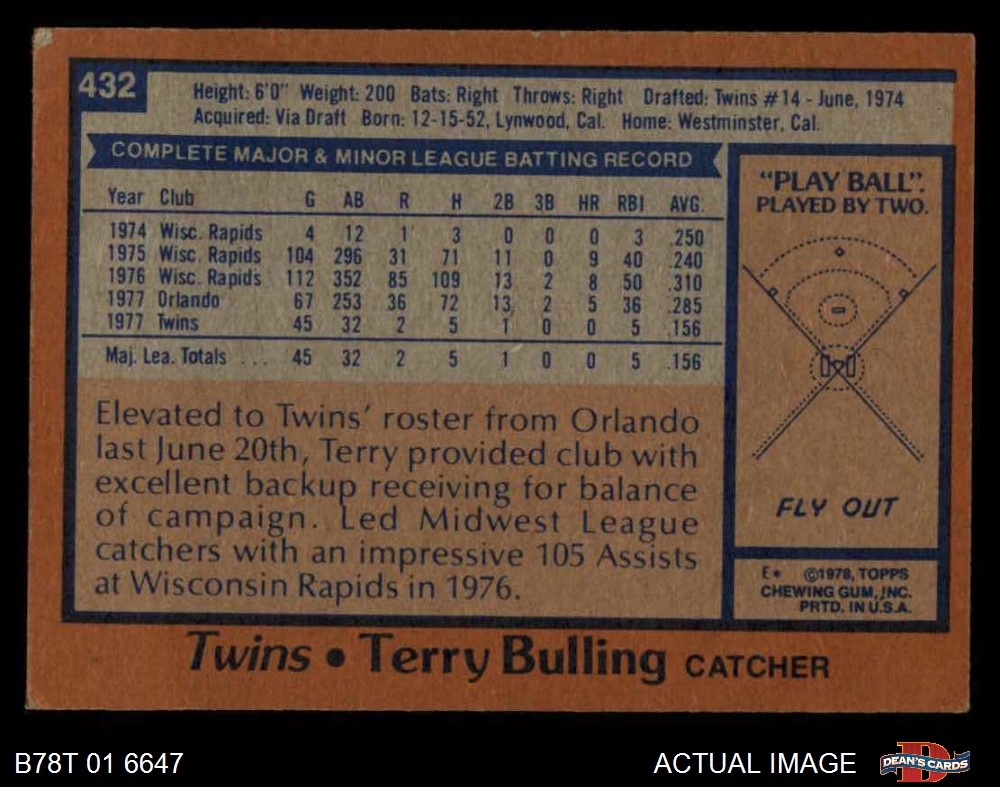 432
Height: 6'0" Weight: 200 Bats: Right Throws: Right Drafted: Twins #14 - June, 1974
Acquired: Via Draft Born: 12-15-52, Lynwood, Cal. Home: Westminster, Cal.
COMPLETE MAJOR & MINOR LEAGUE BATTING RECORD
Year Club G AB R H 2B 3B HR RBI AVG.
1974 Wisc. Rapids 4 12 1 3 0 0 0 3 .250
1975 Wisc. Rapids 104 296 31 71 11 0 9 40 .240
1976 Wisc. Rapids 112 352 85 109 13 2 8 50 .310
1977 Orlando 67 253 36 72 13 2 5 36 .285
1977 Twins 45 32 2 5 1 0 0 5 .156
Maj. Lea. Totals ... 45 32 2 5 1 0 0 5 .156
Elevated to Twins' roster from Orlando
last June 20th, Terry provided club with
excellent backup receiving for balance
of campaign. Led Midwest League
catchers with an impressive 105 Assists
at Wisconsin Rapids in 1976.
"PLAY BALL".
PLAYED BY TWO.
FLY OUT
E* ©1978, TOPPS
CHEWING GUM, INC.
PRTD. IN U.S.A.
Twins • Terry Bulling CATCHER
B78T 01 6647
ACTUAL IMAGE
DEAN'S CARDS